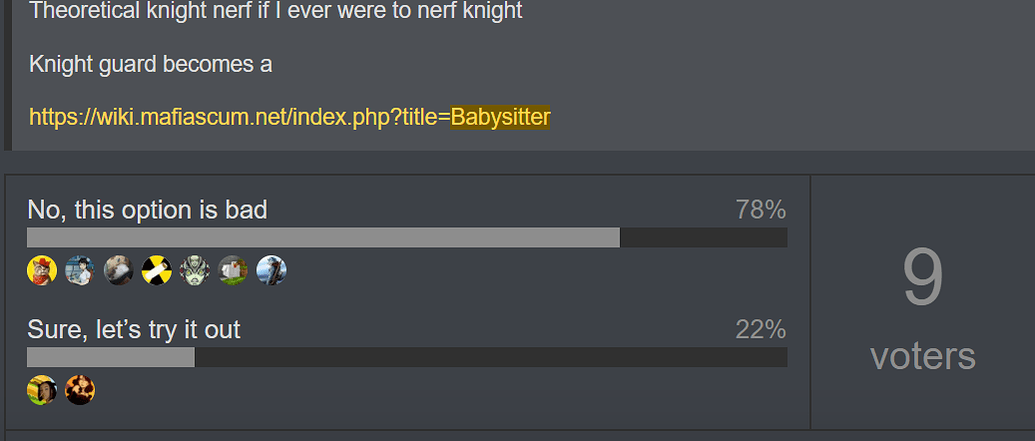 Theoretical knight nerf if I ever were to nerf knight
Knight guard becomes a
https://wiki.mafiascum.net/index.php?title=Babysitter
No, this option is bad
78%
Sure, let’s try it out
22%
9
voters